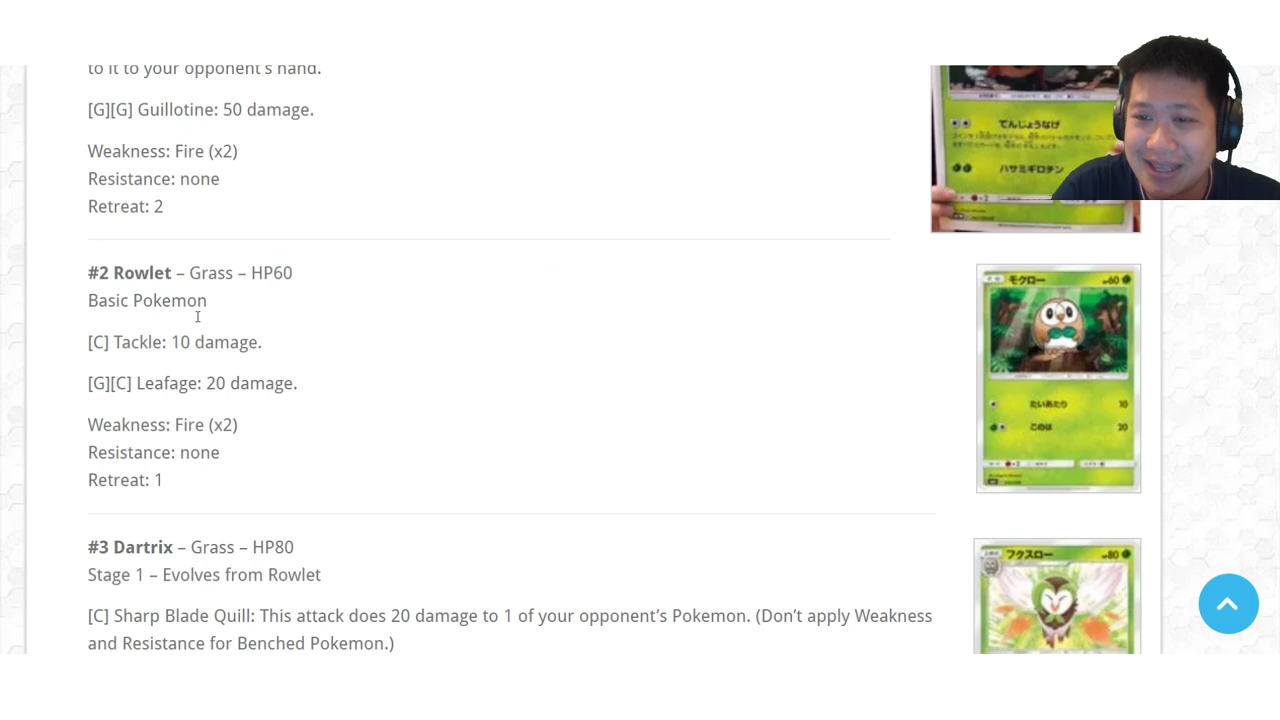 to it to your opponent's hand.
[G][G] Guillotine: 50 damage.
Weakness: Fire (x2)
Resistance: none
Retreat: 2
てんじょうなげ
ハサミギロチン
#2 Rowlet – Grass – HP60
Basic Pokemon
[C] Tackle: 10 damage.
[G][C] Leafage: 20 damage.
Weakness: Fire (x2)
Resistance: none
Retreat: 1
モクロー
60
たいあたり 10
このは 20
#3 Dartrix – Grass – HP80
Stage 1 – Evolves from Rowlet
[C] Sharp Blade Quill: This attack does 20 damage to 1 of your opponent's Pokemon. (Don't apply Weakness
and Resistance for Benched Pokemon.)
フクスロー
80